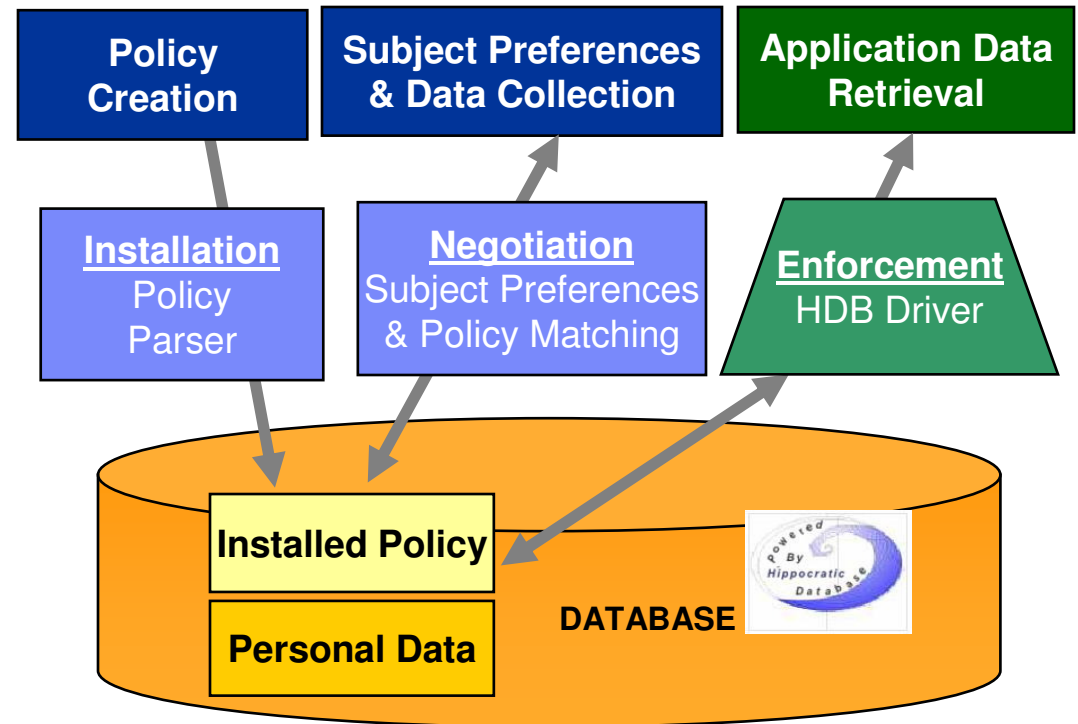 Policy
Creation
Subject Preferences
& Data Collection
Application Data
Retrieval
Installation
Policy
Parser
Negotiation
Subject Preferences
& Policy Matching
Enforcement
HDB Driver
Installed Policy
Personal Data
DATABASE
Powered
By
Hippocratic
Database